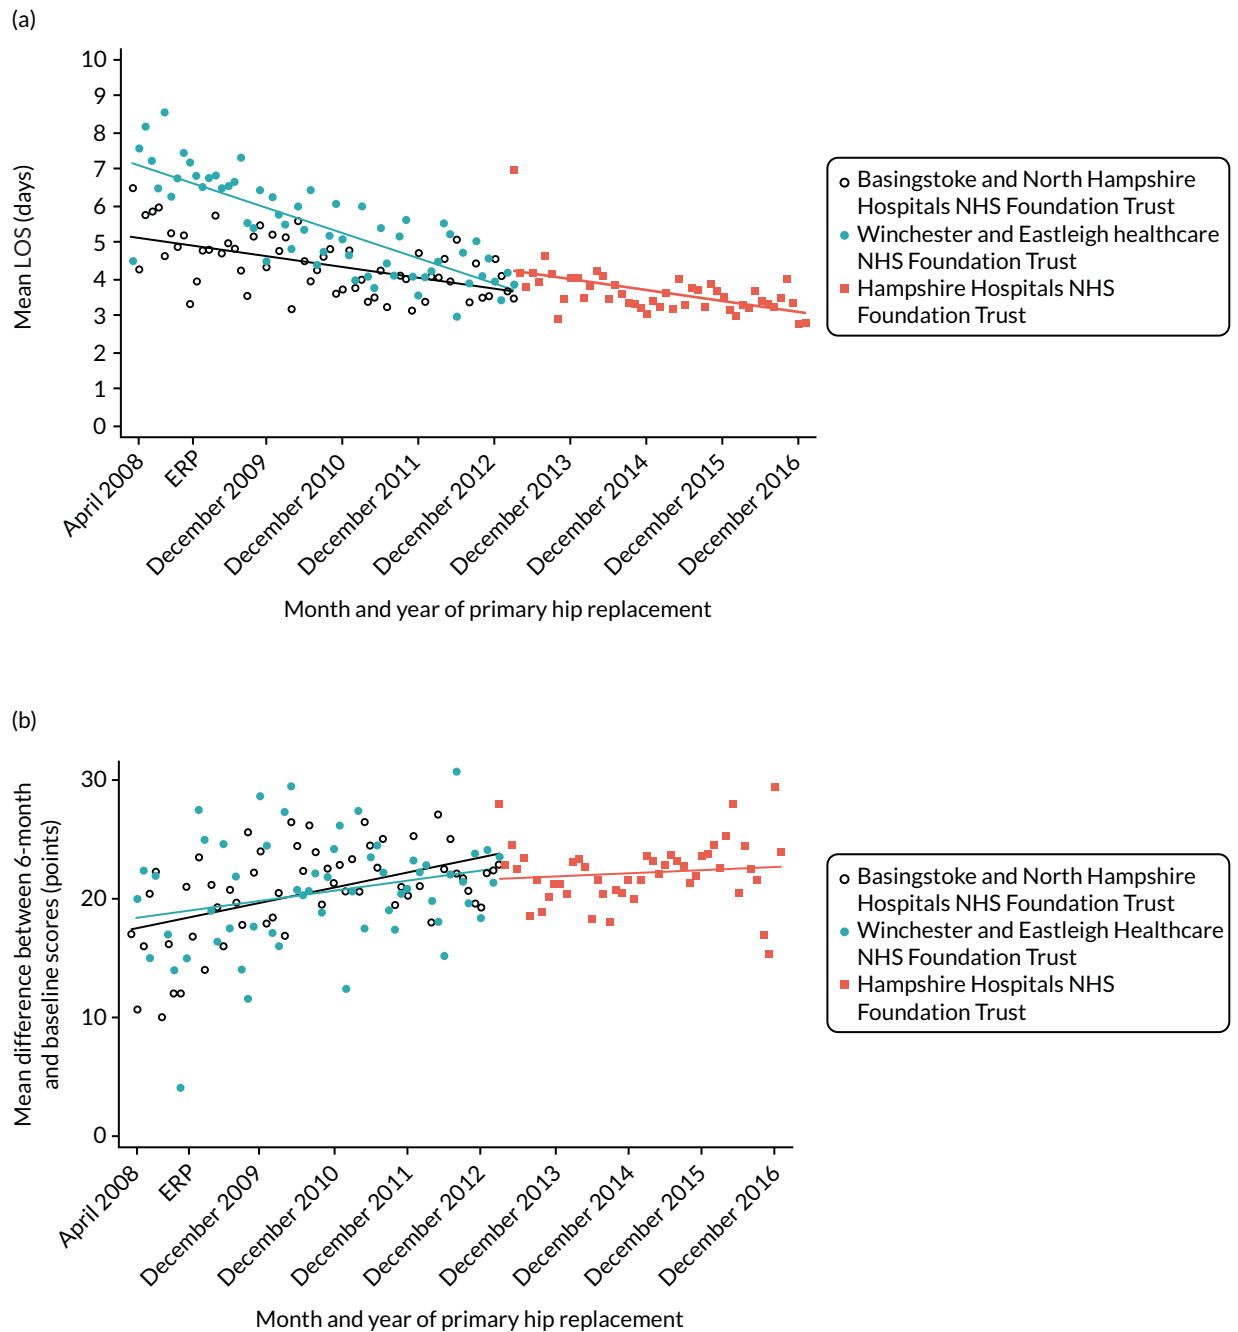 (a)
10
9
8
7
6
5
4
3
2
1
0
Mean LOS (days)
April 2008
ERP
December 2009
December 2010
December 2011
December 2012
December 2013
December 2014
December 2015
December 2016
Month and year of primary hip replacement
Basingstoke and North Hampshire
Hospitals NHS Foundation Trust
Winchester and Eastleigh healthcare
NHS Foundation Trust
Hampshire Hospitals NHS
Foundation Trust
(b)
30
20
10
0
Mean difference between 6-month
and baseline scores (points)
April 2008
ERP
December 2009
December 2010
December 2011
December 2012
December 2013
December 2014
December 2015
December 2016
Month and year of primary hip replacement
Basingstoke and North Hampshire
Hospitals NHS Foundation Trust
Winchester and Eastleigh Healthcare
NHS Foundation Trust
Hampshire Hospitals NHS
Foundation Trust